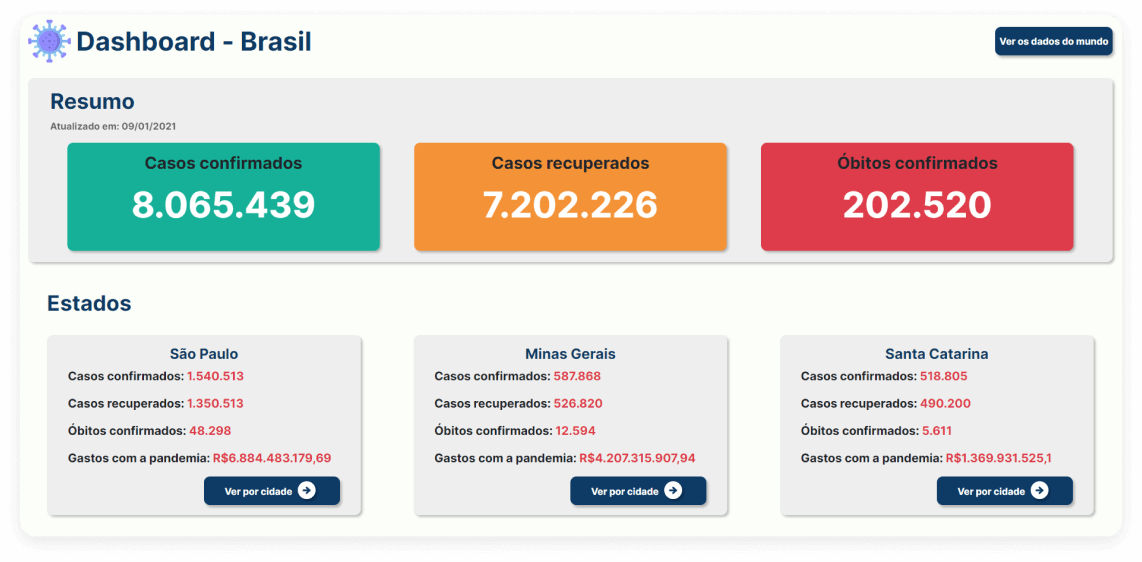 Dashboard - Brasil
Ver os dados do mundo
Resumo
Atualizado em: 09/01/2021
Casos confirmados
8.065.439
Casos recuperados
7.202.226
Óbitos confirmados
202.520
Estados
São Paulo
Casos confirmados: 1.540.513
Casos recuperados: 1.350.513
Óbitos confirmados: 48.298
Gastos com a pandemia: R$6.884.483.179,69
Ver por cidade
Minas Gerais
Casos confirmados: 587.868
Casos recuperados: 526.820
Óbitos confirmados: 12.594
Gastos com a pandemia: R$4.207.315.907,94
Ver por cidade
Santa Catarina
Casos confirmados: 518.805
Casos recuperados: 490.200
Óbitos confirmados: 5.611
Gastos com a pandemia: R$1.369.931.525,1
Ver por cidade